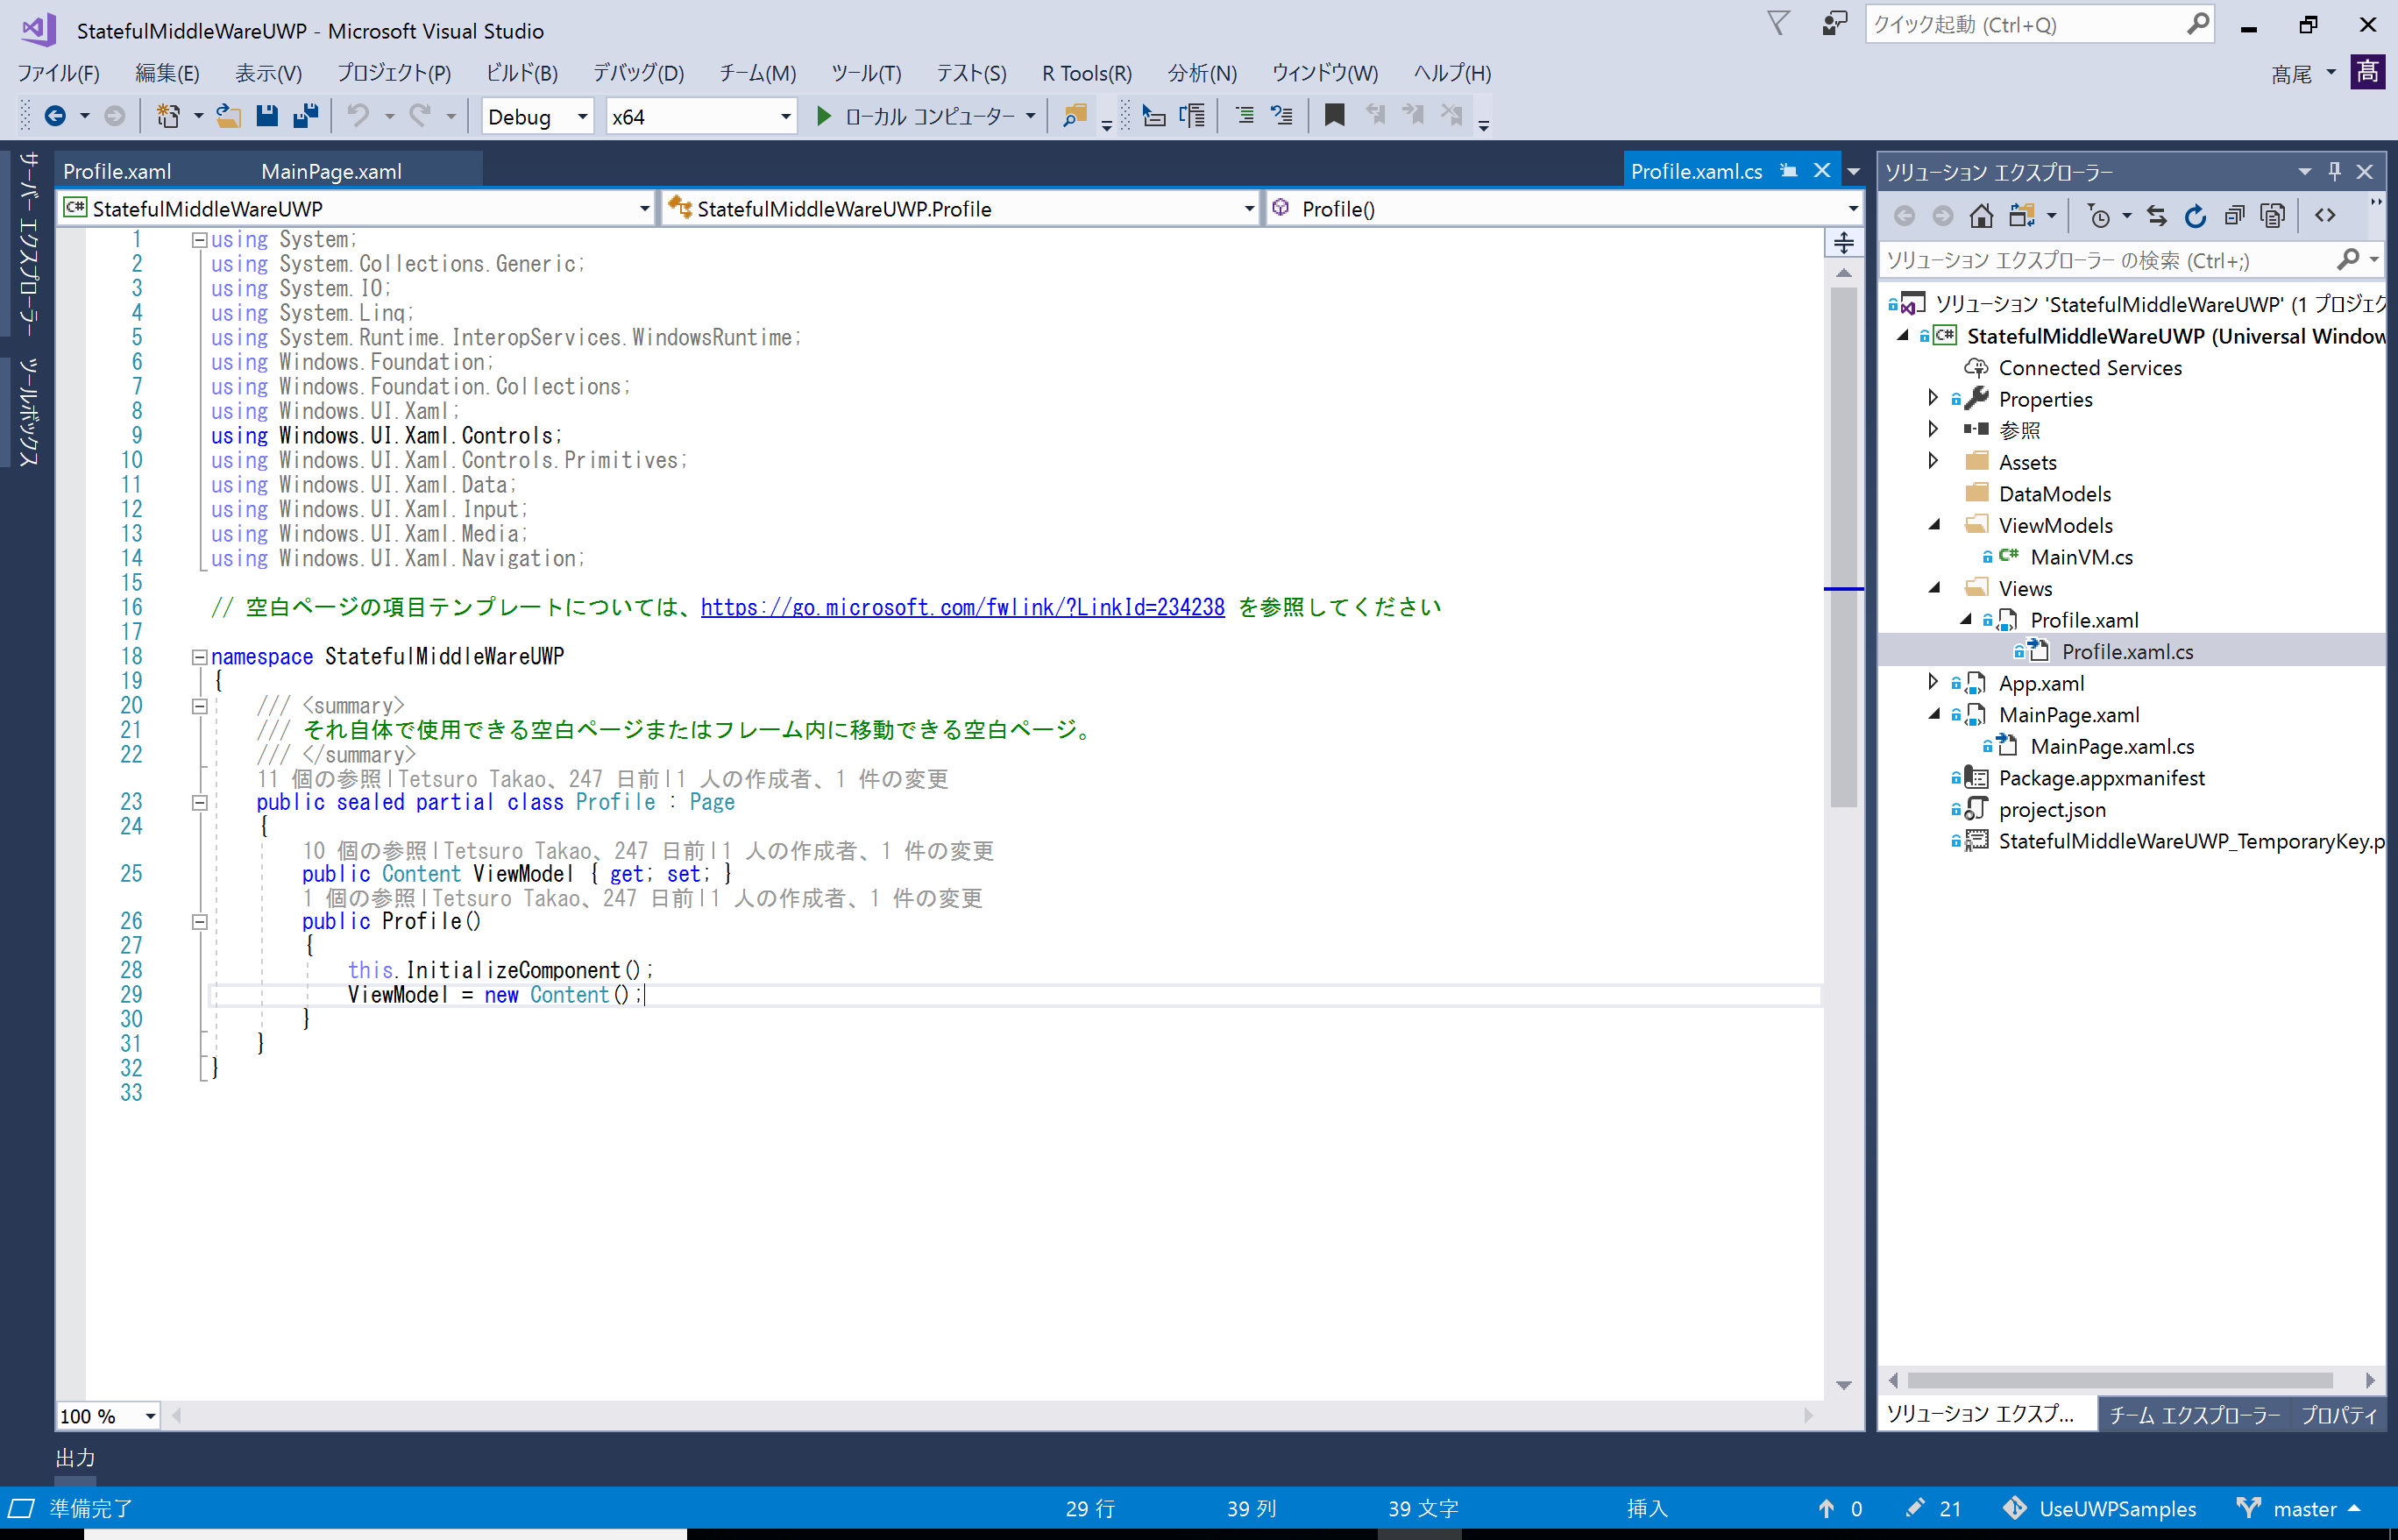 StatefulMiddleWareUWP - Microsoft Visual Studio
クイック起動 (Ctrl+Q)
ファイル(F) 編集(E) 表示(V) プロジェクト(P) ビルド(B) デバッグ(D) チーム(M) ツール(T) テスト(S) R Tools(R) 分析(N) ウィンドウ(W) ヘルプ(H)
髙尾
髙
Debug x64 ローカル コンピューター
サーバー エクスプローラー
ツールボックス
Profile.xaml MainPage.xaml Profile.xaml.cs
C# StatefulMiddleWareUWP StatefulMiddleWareUWP.Profile Profile()
1 using System;
2 using System.Collections.Generic;
3 using System.IO;
4 using System.Linq;
5 using System.Runtime.InteropServices.WindowsRuntime;
6 using Windows.Foundation;
7 using Windows.Foundation.Collections;
8 using Windows.UI.Xaml;
9 using Windows.UI.Xaml.Controls;
10 using Windows.UI.Xaml.Controls.Primitives;
11 using Windows.UI.Xaml.Data;
12 using Windows.UI.Xaml.Input;
13 using Windows.UI.Xaml.Media;
14 using Windows.UI.Xaml.Navigation;
15
16 // 空白ページの項目テンプレートについては、https://go.microsoft.com/fwlink/?LinkId=234238 を参照してください
17
18 namespace StatefulMiddleWareUWP
19 {
20 /// <summary>
21 /// それ自体で使用できる空白ページまたはフレーム内に移動できる空白ページ。
22 /// </summary>
11 個の参照|Tetsuro Takao、247 日前|1 人の作成者、1 件の変更
23 public sealed partial class Profile : Page
24 {
10 個の参照|Tetsuro Takao、247 日前|1 人の作成者、1 件の変更
25 public Content ViewModel { get; set; }
1 個の参照|Tetsuro Takao、247 日前|1 人の作成者、1 件の変更
26 public Profile()
27 {
28 this.InitializeComponent();
29 ViewModel = new Content();
30 }
31 }
32 }
33
100 %
ソリューション エクスプローラー
ソリューション エクスプローラー の検索 (Ctrl+;)
ソリューション 'StatefulMiddleWareUWP' (1 プロジェク
C# StatefulMiddleWareUWP (Universal Window
Connected Services
Properties
参照
Assets
DataModels
ViewModels
C# MainVM.cs
Views
Profile.xaml
Profile.xaml.cs
App.xaml
MainPage.xaml
MainPage.xaml.cs
Package.appxmanifest
project.json
StatefulMiddleWareUWP_TemporaryKey.p
ソリューション エクスプ... チーム エクスプローラー プロパティ
出力
準備完了 29 行 39 列 39 文字 挿入 0 21 UseUWPSamples master